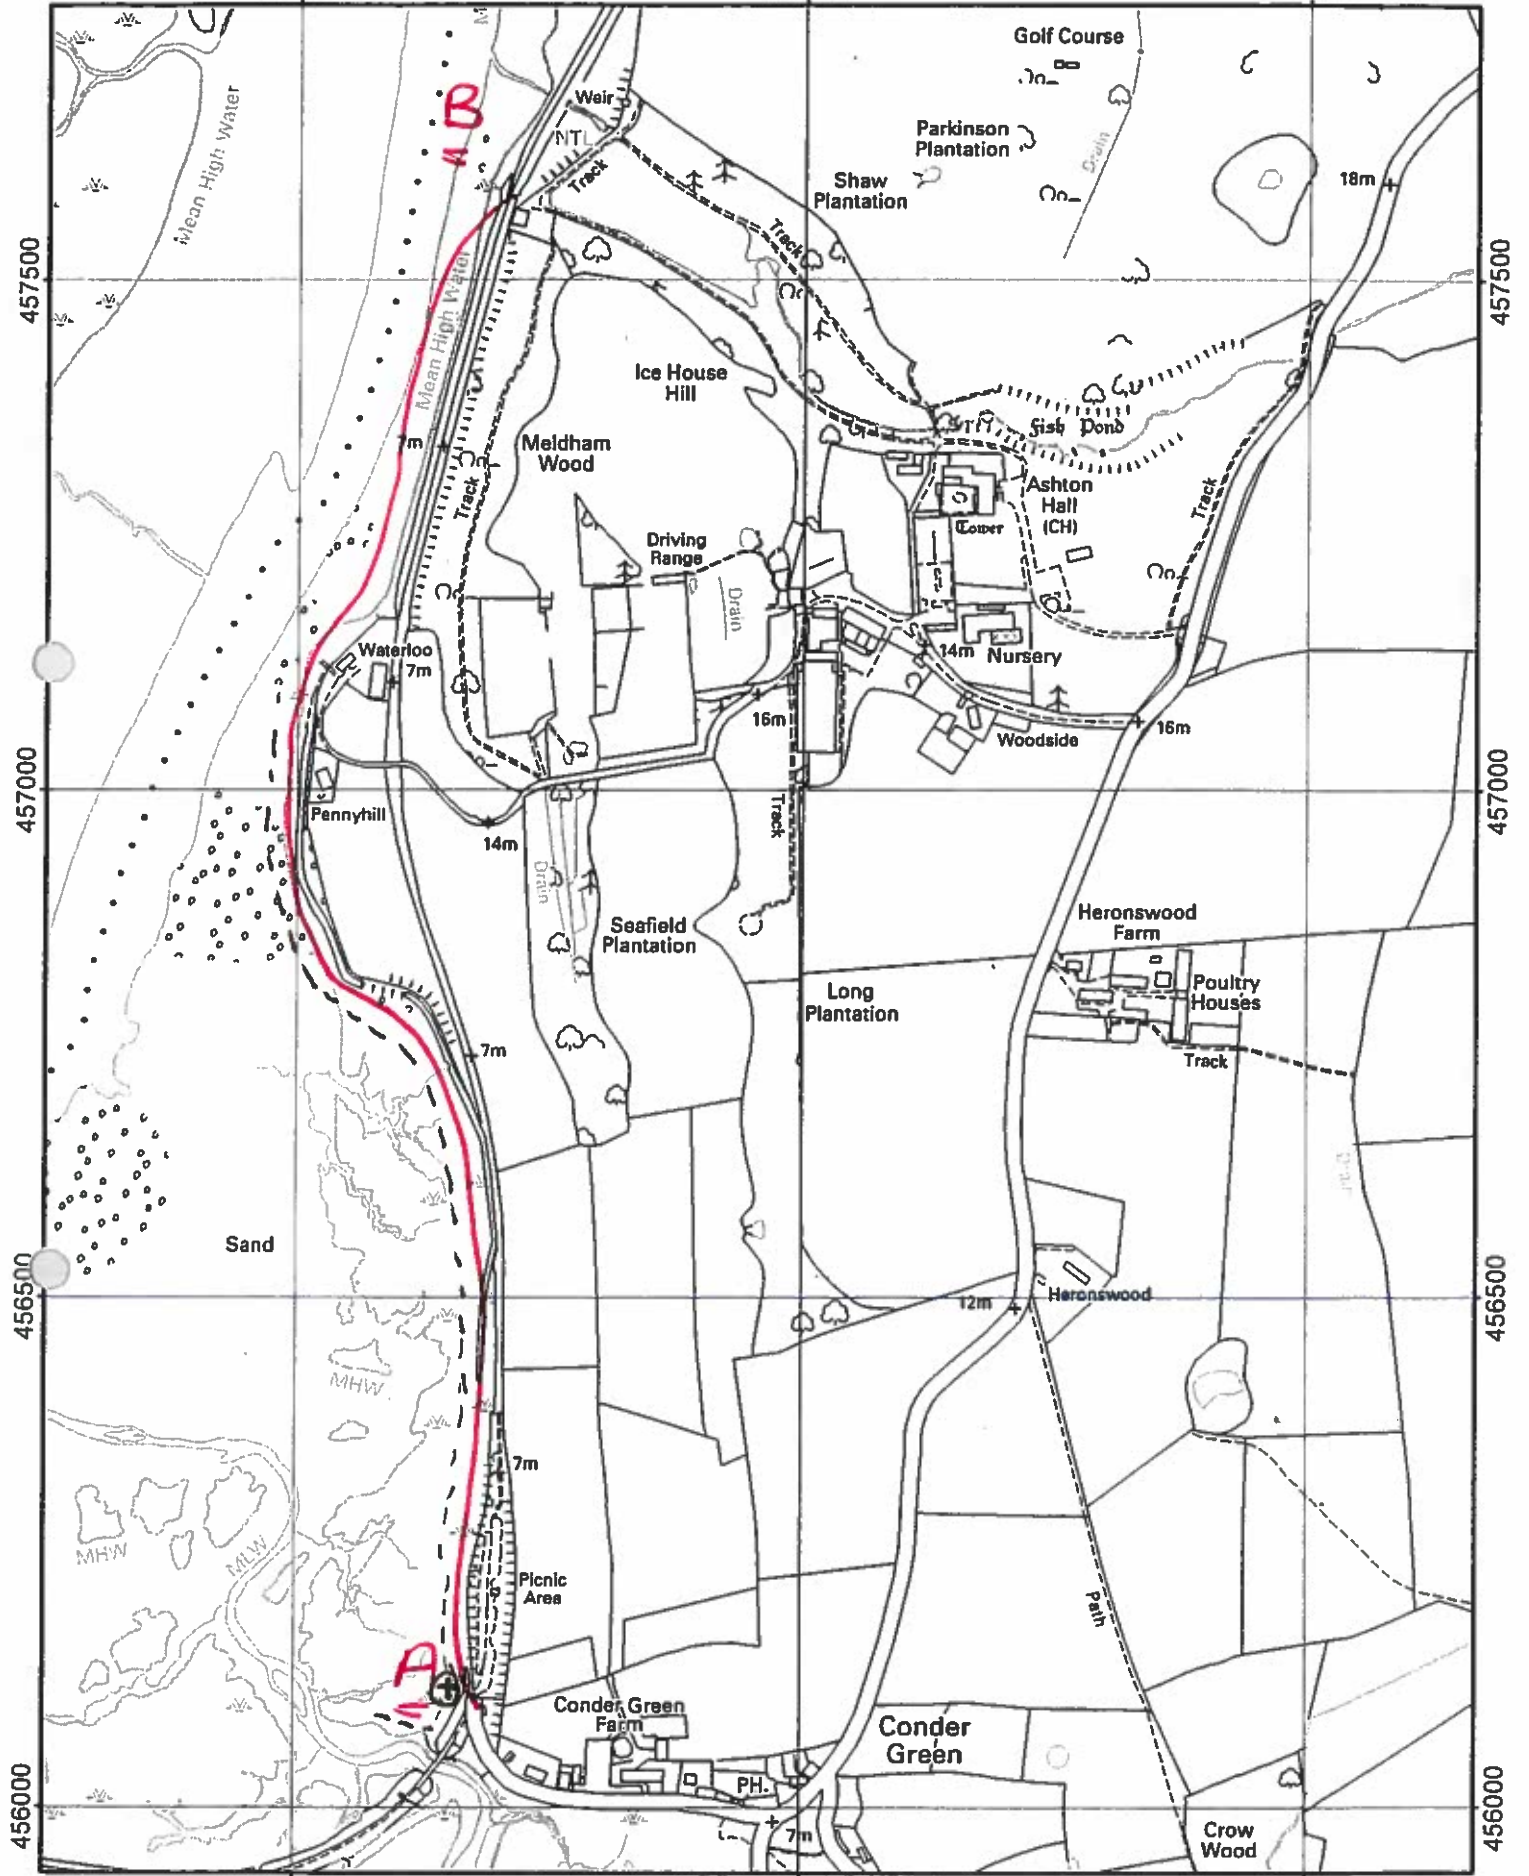 M
Golf Course
B
Weir
Mean High Water
NTL
Parkinson
Plantation
Drain
Track
Shaw
Plantation
18m
457500
457500
Track
Mean High Water
Ice House
Hill
7m
Meldham
Wood
Fish Pond
Track
Ashton
Hall
(CH)
Tower
Track
Driving
Range
Drain
Waterloo
7m
14m
Nursery
16m
Woodside
16m
457000
457000
Pennyhill
Track
14m
Drain
Seafield
Plantation
Heronswood
Farm
Long
Plantation
Poultry
Houses
7m
Track
Drain
Sand
456500
456500
12m
Heronswood
MHW
7m
MHW
MLW
Picnic
Area
Path
A
Conder Green
Farm
Conder
Green
PH.
456000
456000
7m
Crow
Wood